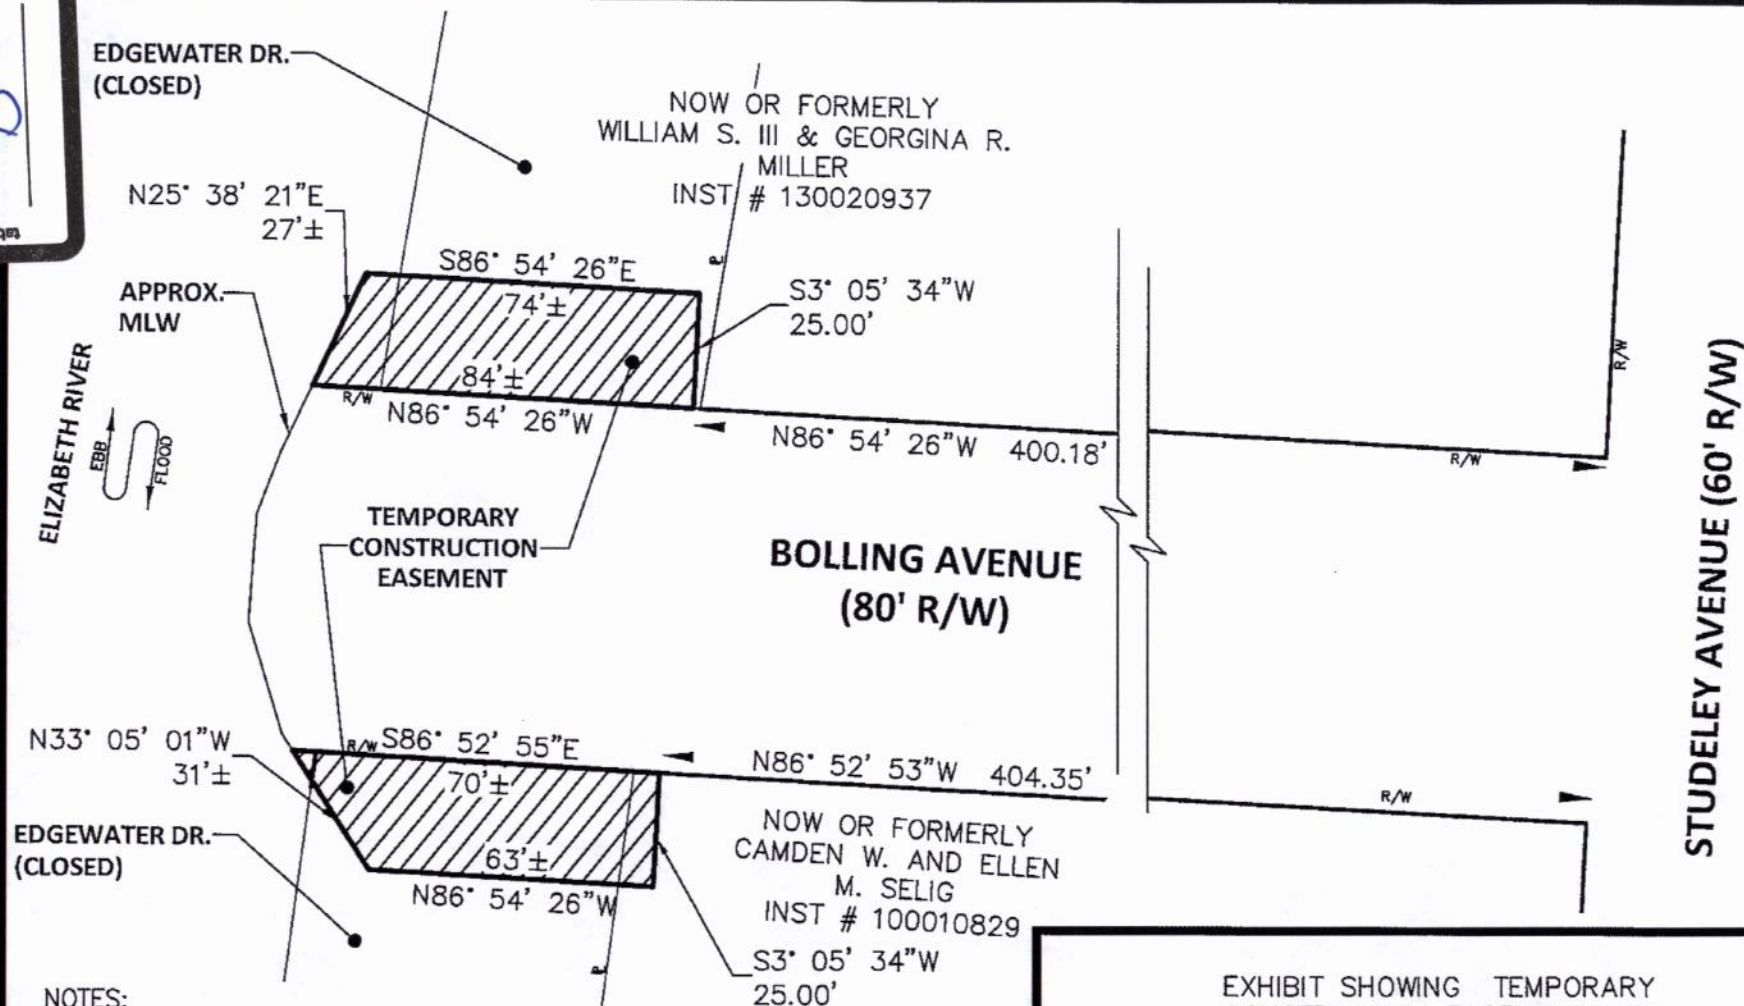 EDGEWATER DR.
(CLOSED)
NOW OR FORMERLY
WILLIAM S. III & GEORGINA R.
MILLER
INST # 130020937
N25° 38' 21"E
27'±
S86° 54' 26"E
74'±
S3° 05' 34"W
25.00'
APPROX.
MLW
84'±
R/W
N86° 54' 26"W
N86° 54' 26"W 400.18'
R/W
R/W
ELIZABETH RIVER
EBB
FLOOD
TEMPORARY
CONSTRUCTION
EASEMENT
BOLLING AVENUE
(80' R/W)
STUDELEY AVENUE (60' R/W)
N33° 05' 01"W
31'±
R/W
S86° 52' 55"E
70'±
N86° 52' 53"W 404.35'
R/W
63'±
N86° 54' 26"W
NOW OR FORMERLY
CAMDEN W. AND ELLEN
M. SELIG
INST # 100010829
EDGEWATER DR.
(CLOSED)
S3° 05' 34"W
25.00'
NOTES:
EXHIBIT SHOWING TEMPORARY